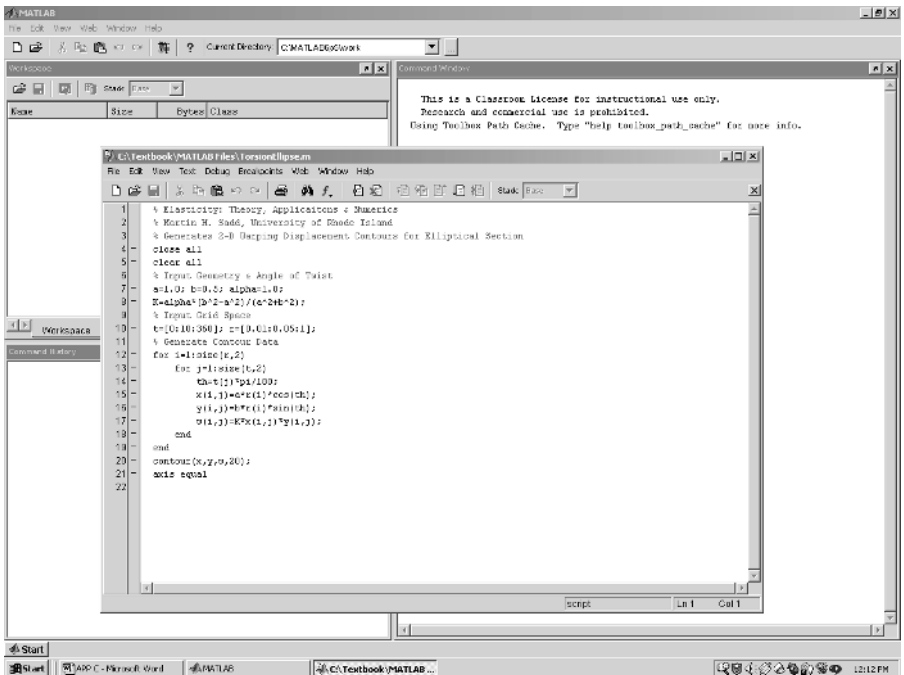 MATLAB
File Edit View Web Window Help
? Current Directory: C:\MATLAB6p5\work
Workspace
Stack: Base
Name Size Bytes Class
Command Window
This is a Classroom License for instructional use only.
Research and commercial use is prohibited.
Using Toolbox Path Cache. Type "help toolbox_path_cache" for more info.
C:\Textbook\MATLAB Files\TorsionEllipse.m
File Edit View Text Debug Breakpoints Web Window Help
Stack: Base
1 % Elasticity: Theory, Applicaitons & Numerics
2 % Martin H. Sadd, University of Rhode Island
3 % Generates 2-D Warping Displacement Contours for Elliptical Section
4 - close all
5 - clear all
6 % Input Geometry & Angle of Twist
7 - a=1.0; b=0.5; alpha=1.0;
8 - K=alpha*(b^2-a^2)/(a^2+b^2);
9 % Input Grid Space
10 - t=[0:10:360]; r=[0.01:0.05:1];
11 % Generate Contour Data
12 - for i=1:size(r,2)
13 - for j=1:size(t,2)
14 - th=t(j)*pi/180;
15 - x(i,j)=a*r(i)*cos(th);
16 - y(i,j)=b*r(i)*sin(th);
17 - w(i,j)=K*x(i,j)*y(i,j);
18 - end
19 - end
20 - contour(x,y,w,20);
21 - axis equal
22
Workspace
Command History
script Ln 1 Col 1
Start
Start APP C - Microsoft Word MATLAB C:\Textbook\MATLAB ... 12:12 PM